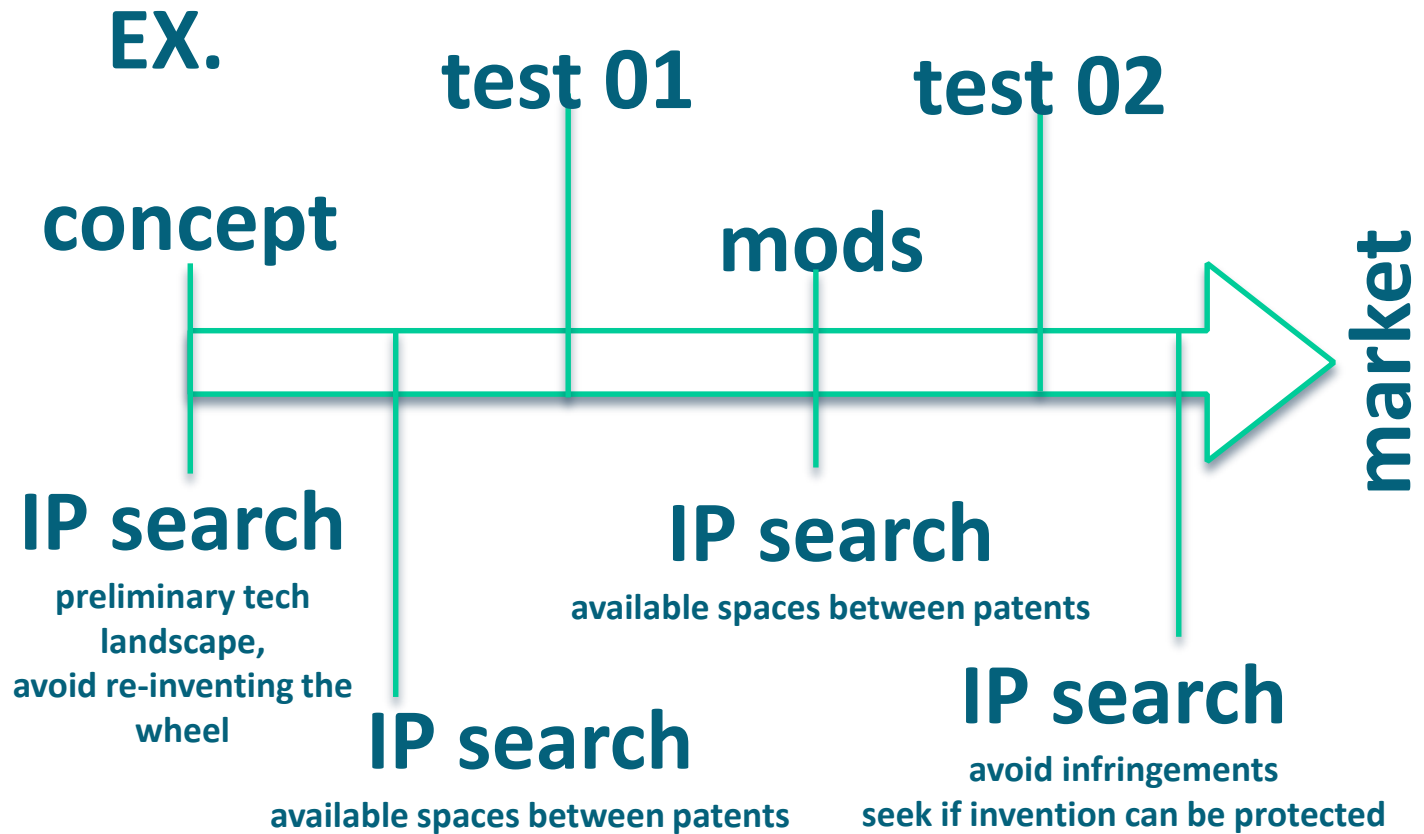 EX.
test 01
test 02
concept
mods
market
IP search
preliminary tech
landscape,
avoid re-inventing the
wheel
IP search
available spaces between patents
IP search
available spaces between patents
IP search
avoid infringements
seek if invention can be protected